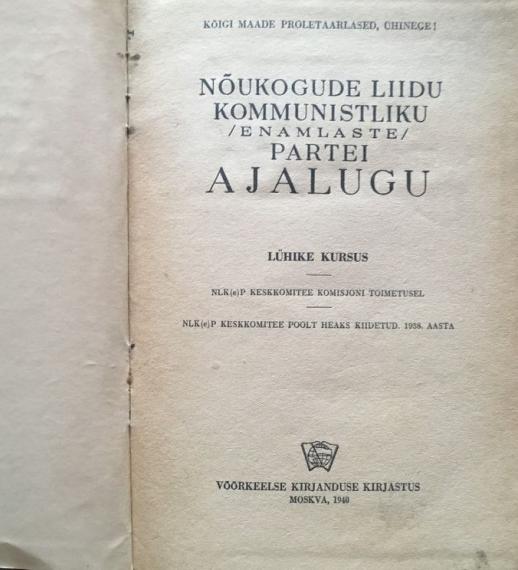 KÕIGI MAADE PROLETAARLASED, ÜHINEGE!
NÕUKOGUDE LIIDU
KOMMUNISTLIKU
/ENAMLASTE/
PARTEI
AJALUGU
LÜHIKE KURSUS
NLK(e)P KESKKOMITEE KOMISJONI TOIMETUSEL
NLK(e)P KESKKOMITEE POOLT HEAKS KIIDETUD. 1938. AASTA
VÕÕRKEELSE KIRJANDUSE KIRJASTUS
MOSKVA, 1940